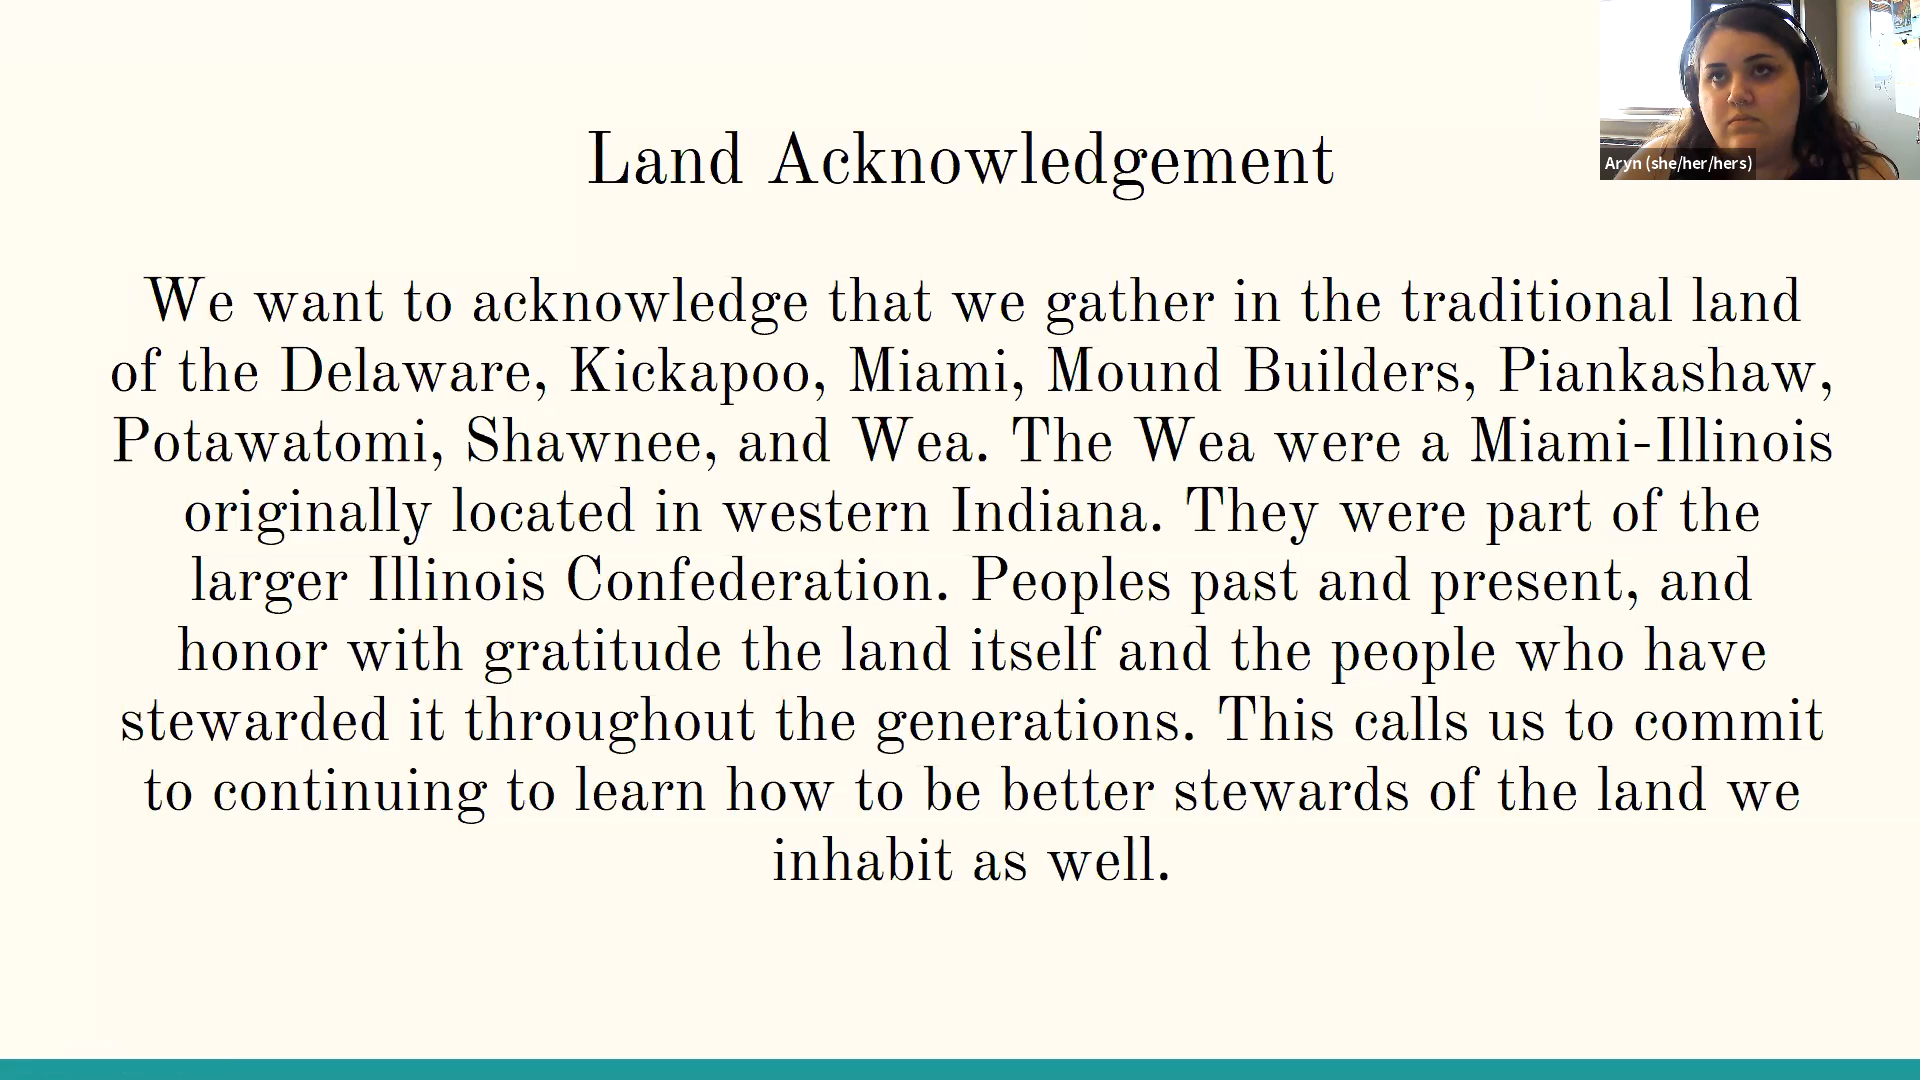 Land Acknowledgement
Aryn (she/her/hers)
We want to acknowledge that we gather in the traditional land
of the Delaware, Kickapoo, Miami, Mound Builders, Piankashaw,
Potawatomi, Shawnee, and Wea. The Wea were a Miami-Illinois
originally located in western Indiana. They were part of the
larger Illinois Confederation. Peoples past and present, and
honor with gratitude the land itself and the people who have
stewarded it throughout the generations. This calls us to commit
to continuing to learn how to be better stewards of the land we
inhabit as well.